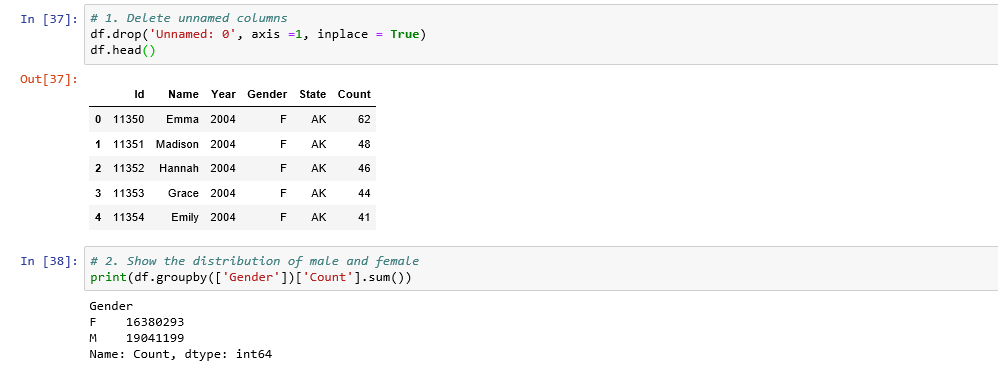 In [37]: # 1. Delete unnamed columns
df.drop('Unnamed: 0', axis =1, inplace = True)
df.head()
Out[37]:
Id Name Year Gender State Count
0 11350 Emma 2004 F AK 62
1 11351 Madison 2004 F AK 48
2 11352 Hannah 2004 F AK 46
3 11353 Grace 2004 F AK 44
4 11354 Emily 2004 F AK 41
In [38]: # 2. Show the distribution of male and female
print(df.groupby(['Gender'])['Count'].sum())
Gender
F    16380293
M    19041199
Name: Count, dtype: int64